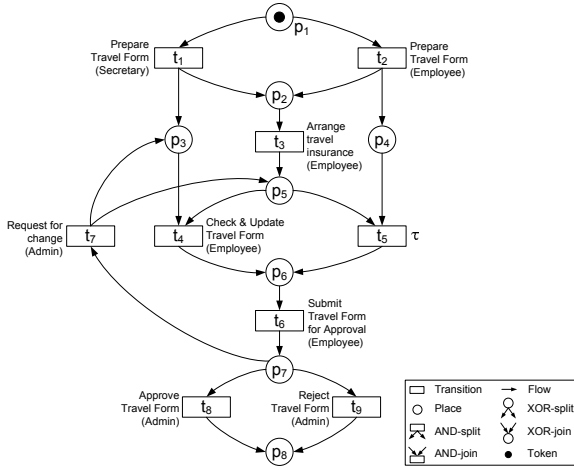 p1
Prepare
Travel Form
(Secretary)
t1
t2
Prepare
Travel Form
(Employee)
p2
p3
t3
Arrange
travel
insurance
(Employee)
p4
p5
Request for
change
(Admin)
t7
t4
Check & Update
Travel Form
(Employee)
t5
τ
p6
t6
Submit
Travel Form
for Approval
(Employee)
p7
Approve
Travel Form
(Admin)
t8
Reject
Travel Form
(Admin)
t9
p8
Transition
Flow
Place
XOR-split
AND-split
XOR-join
AND-join
Token